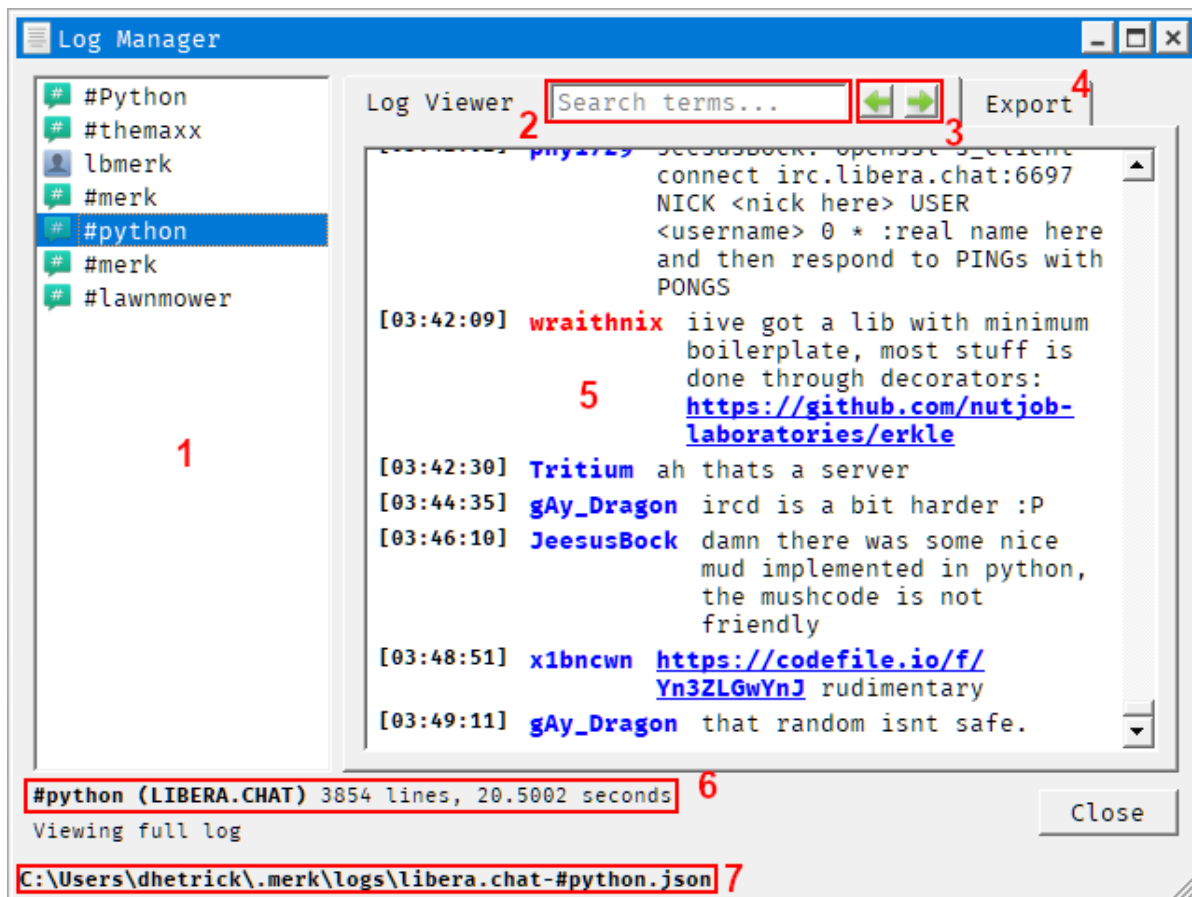 Log Manager
#Python
#themaxx
lbmerk
#merk
#python
#merk
#lawnmower
1
Log Viewer
2
Search terms...
3
Export
4
connect irc.libera.chat:6697
NICK <nick here> USER
<username> 0 * :real name here
and then respond to PINGs with
PONGS
[03:42:09] wraithnix iive got a lib with minimum
boilerplate, most stuff is
done through decorators:
https://github.com/nutjob-
laboratories/erkle
5
[03:42:30] Tritium ah thats a server
[03:44:35] gAy_Dragon ircd is a bit harder :P
[03:46:10] JeesusBock damn there was some nice
mud implemented in python,
the mushcode is not
friendly
[03:48:51] x1bncwn https://codefile.io/f/
Yn3ZLGwYnJ rudimentary
[03:49:11] gAy_Dragon that random isnt safe.
#python (LIBERA.CHAT) 3854 lines, 20.5002 seconds
6
Viewing full log
Close
C:\Users\dhetrick\.merk\logs\libera.chat-#python.json
7